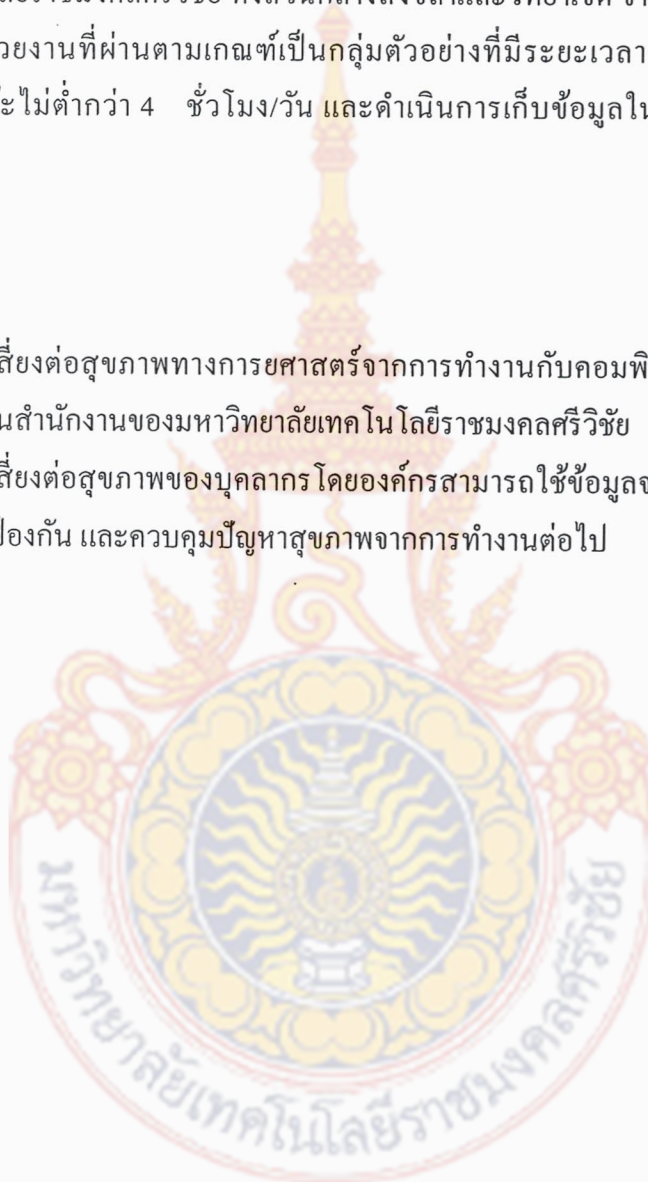 วยงานที่ผ่านตามเกณฑ์เป็นกลุ่มตัวอย่างที่มีระยะเวลา
ะไม่ต่ำกว่า 4 ชั่วโมง/วัน และดำเนินการเก็บข้อมูลใน
สี่ยงต่อสุขภาพทางการยศาสตร์จากการทำงานกับคอมพิ
นสำนักงานของมหาวิทยาลัยเทคโนโลยีราชมงคลศรีวิชัย
สี่ยงต่อสุขภาพของบุคลากรโดยองค์กรสามารถใช้ข้อมูลจ
ป้องกัน และควบคุมปัญหาสุขภาพจากการทำงานต่อไป
มหาวิทยาลัยเทคโนโลยีราชมงคลศรีวิชัย